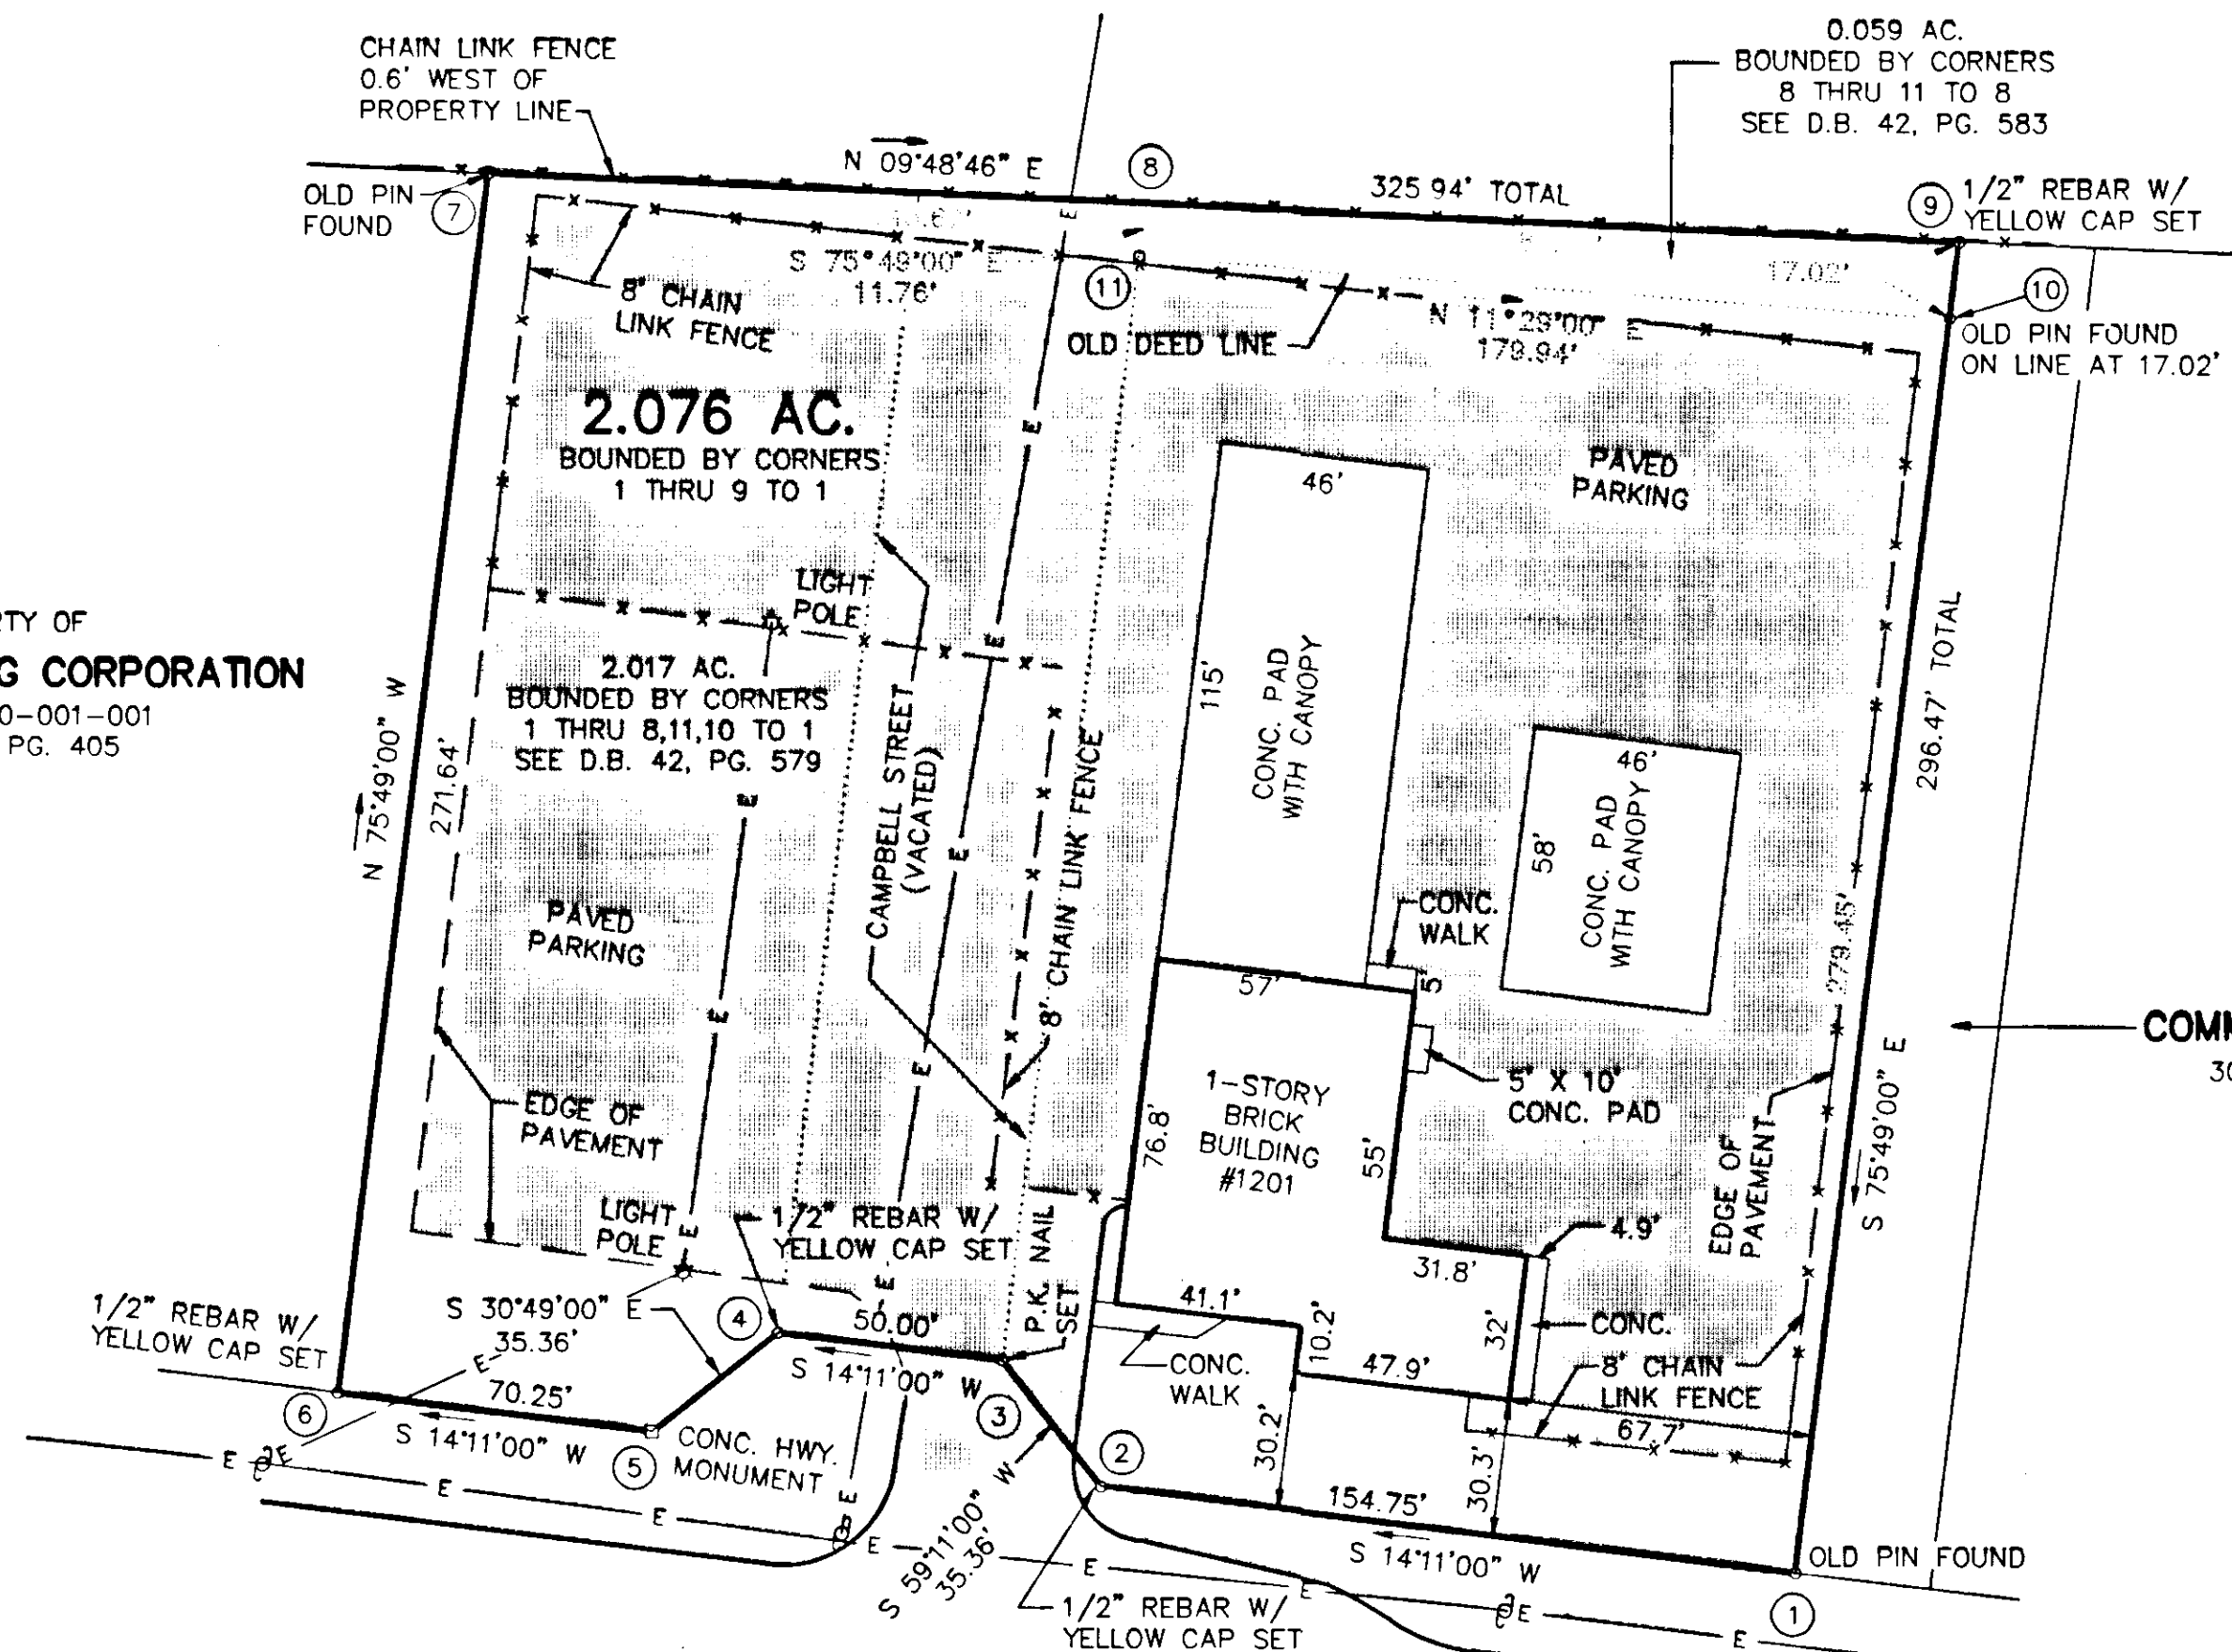 CHAIN LINK FENCE
0.6' WEST OF
PROPERTY LINE
0.059 AC.
BOUNDED BY CORNERS
8 THRU 11 TO 8
SEE D.B. 42, PG. 583
N 09°48'46" E
8
325.94' TOTAL
9
1/2" REBAR W/
YELLOW CAP SET
OLD PIN
FOUND
7
S 75°49'00" E
11.76'
11
17.02'
10
OLD PIN FOUND
ON LINE AT 17.02'
8' CHAIN
LINK FENCE
OLD DEED LINE
N 11°29'00" E
179.94'
2.076 AC.
BOUNDED BY CORNERS
1 THRU 9 TO 1
46'
PAVED
PARKING
LIGHT
POLE
115'
CONC. PAD
WITH CANOPY
296.47' TOTAL
RTY OF
G CORPORATION
0-001-001
PG. 405
N 75°49'00" W
271.64'
2.017 AC.
BOUNDED BY CORNERS
1 THRU 8,11,10 TO 1
SEE D.B. 42, PG. 579
CAMPBELL STREET
(VACATED)
8' CHAIN LINK FENCE
46'
58'
CONC. PAD
WITH CANOPY
PAVED
PARKING
CONC.
WALK
57'
5'
279.45'
COMM
30
S 75°49'00" E
EDGE OF
PAVEMENT
76.8'
1-STORY
BRICK
BUILDING
#1201
55'
5' X 10'
CONC. PAD
EDGE OF
PAVEMENT
LIGHT
POLE
1/2" REBAR W/
YELLOW CAP SET
P.K. NAIL
SET
4.9'
31.8'
1/2" REBAR W/
YELLOW CAP SET
S 30°49'00" E
35.36'
4
50.00'
41.1'
10.2'
32'
CONC.
S 14°11'00" W
CONC.
WALK
47.9'
8' CHAIN
LINK FENCE
70.25'
6
S 14°11'00" W
5
CONC. HWY.
MONUMENT
3
2
30.2'
30.3'
67.7'
154.75'
S 59°11'00" W
35.36'
S 14°11'00" W
OLD PIN FOUND
1
1/2" REBAR W/
YELLOW CAP SET